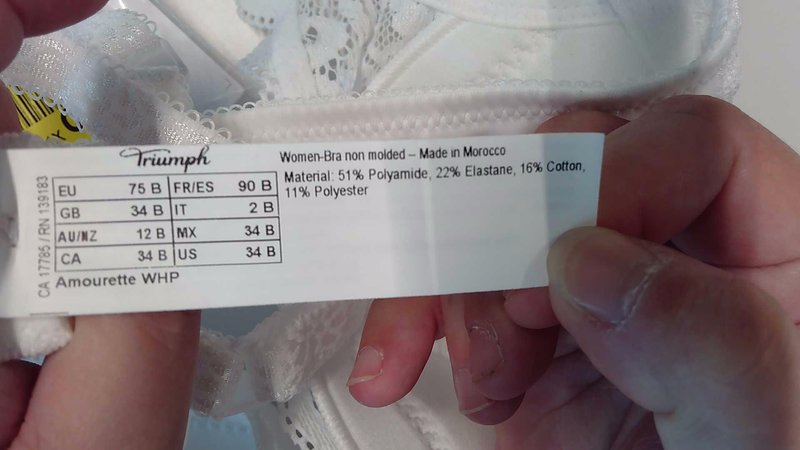 Triumph
Women-Bra non molded – Made in Morocco
Material: 51% Polyamide, 22% Elastane, 16% Cotton,
11% Polyester
EU 75 B FR/ES 90 B
GB 34 B IT 2 B
AU/NZ 12 B MX 34 B
CA 34 B US 34 B
Amourette WHP
CA 17785 / RN 139183